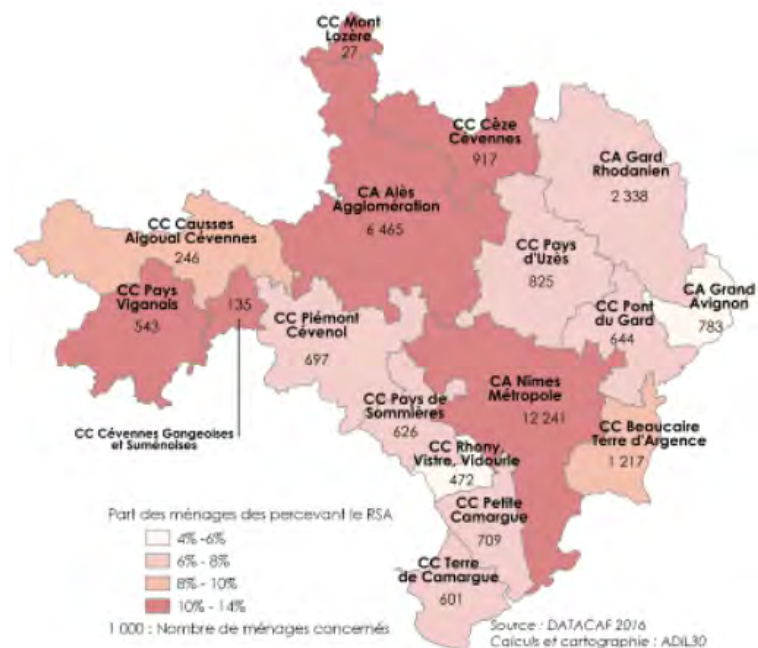 CC Mont
Lozère
27
CC Cèze
Cévennes
917
CA Gard
Rhodanien
2 338
CA Alès
Agglomération
6 465
CC Causses
Aigoual Cévennes
246
CC Pays
d'Uzès
825
CA Grand
Avignon
783
CC Pays
Viganais
543
135
CC Piémont
Cévenol
697
CC Pont
du Gard
644
CA Nîmes
Métropole
12 241
CC Pays de
Sommières
626
CC Cévennes Gangeoises
et Suménoises
CC Beaucaire
Terre d'Argence
1 217
CC Rhony,
Vistre, Vidourle
472
CC Petite
Camargue
709
CC Terre
de Camargue
601
Part des ménages des percevant le RSA
4% -6%
6% - 8%
8% - 10%
10% - 14%
1 000 : Nombre de ménages concernés
Source : DATACAF 2016
Calculs et cartographie : ADIL30